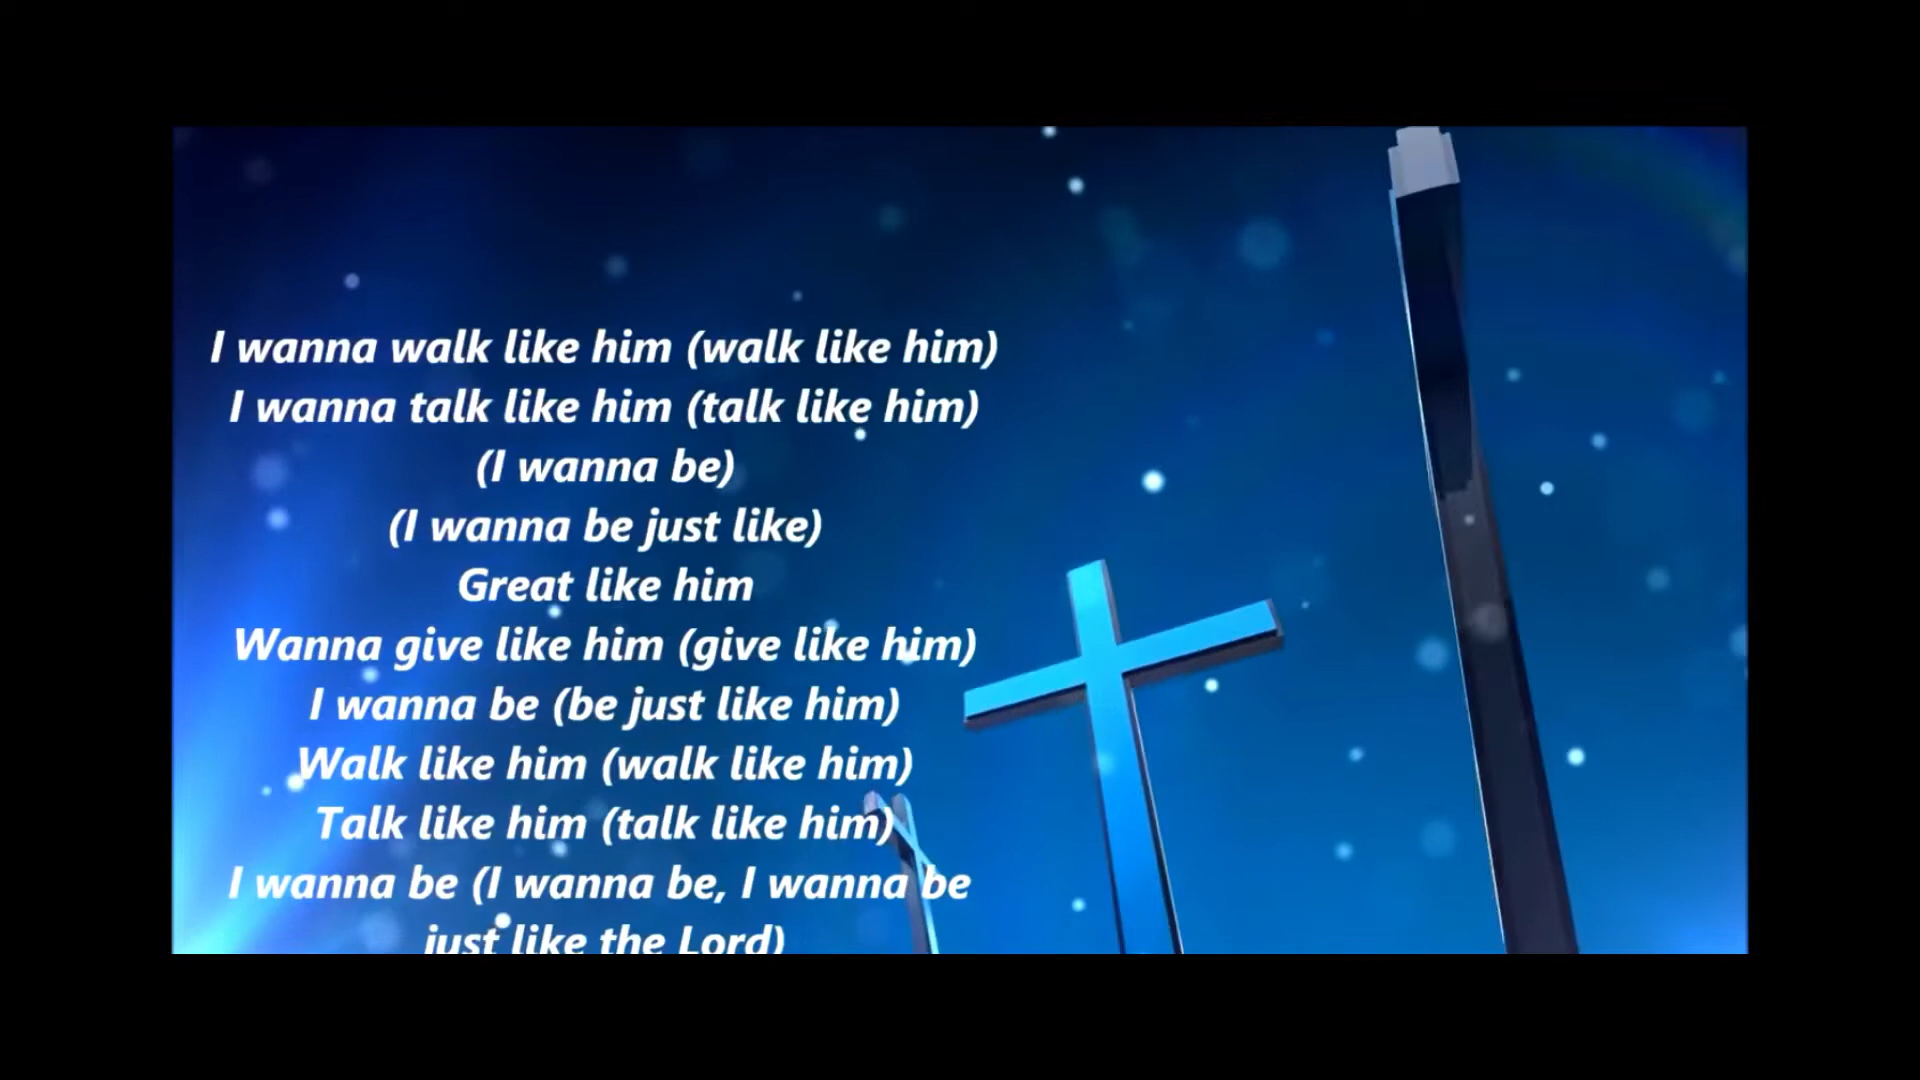 I wanna walk like him (walk like him)
I wanna talk like him (talk like him)
(I wanna be)
(I wanna be just like)
Great like him
Wanna give like him (give like him)
I wanna be (be just like him)
Walk like him (walk like him)
Talk like him (talk like him)
I wanna be (I wanna be, I wanna be
just like the Lord)